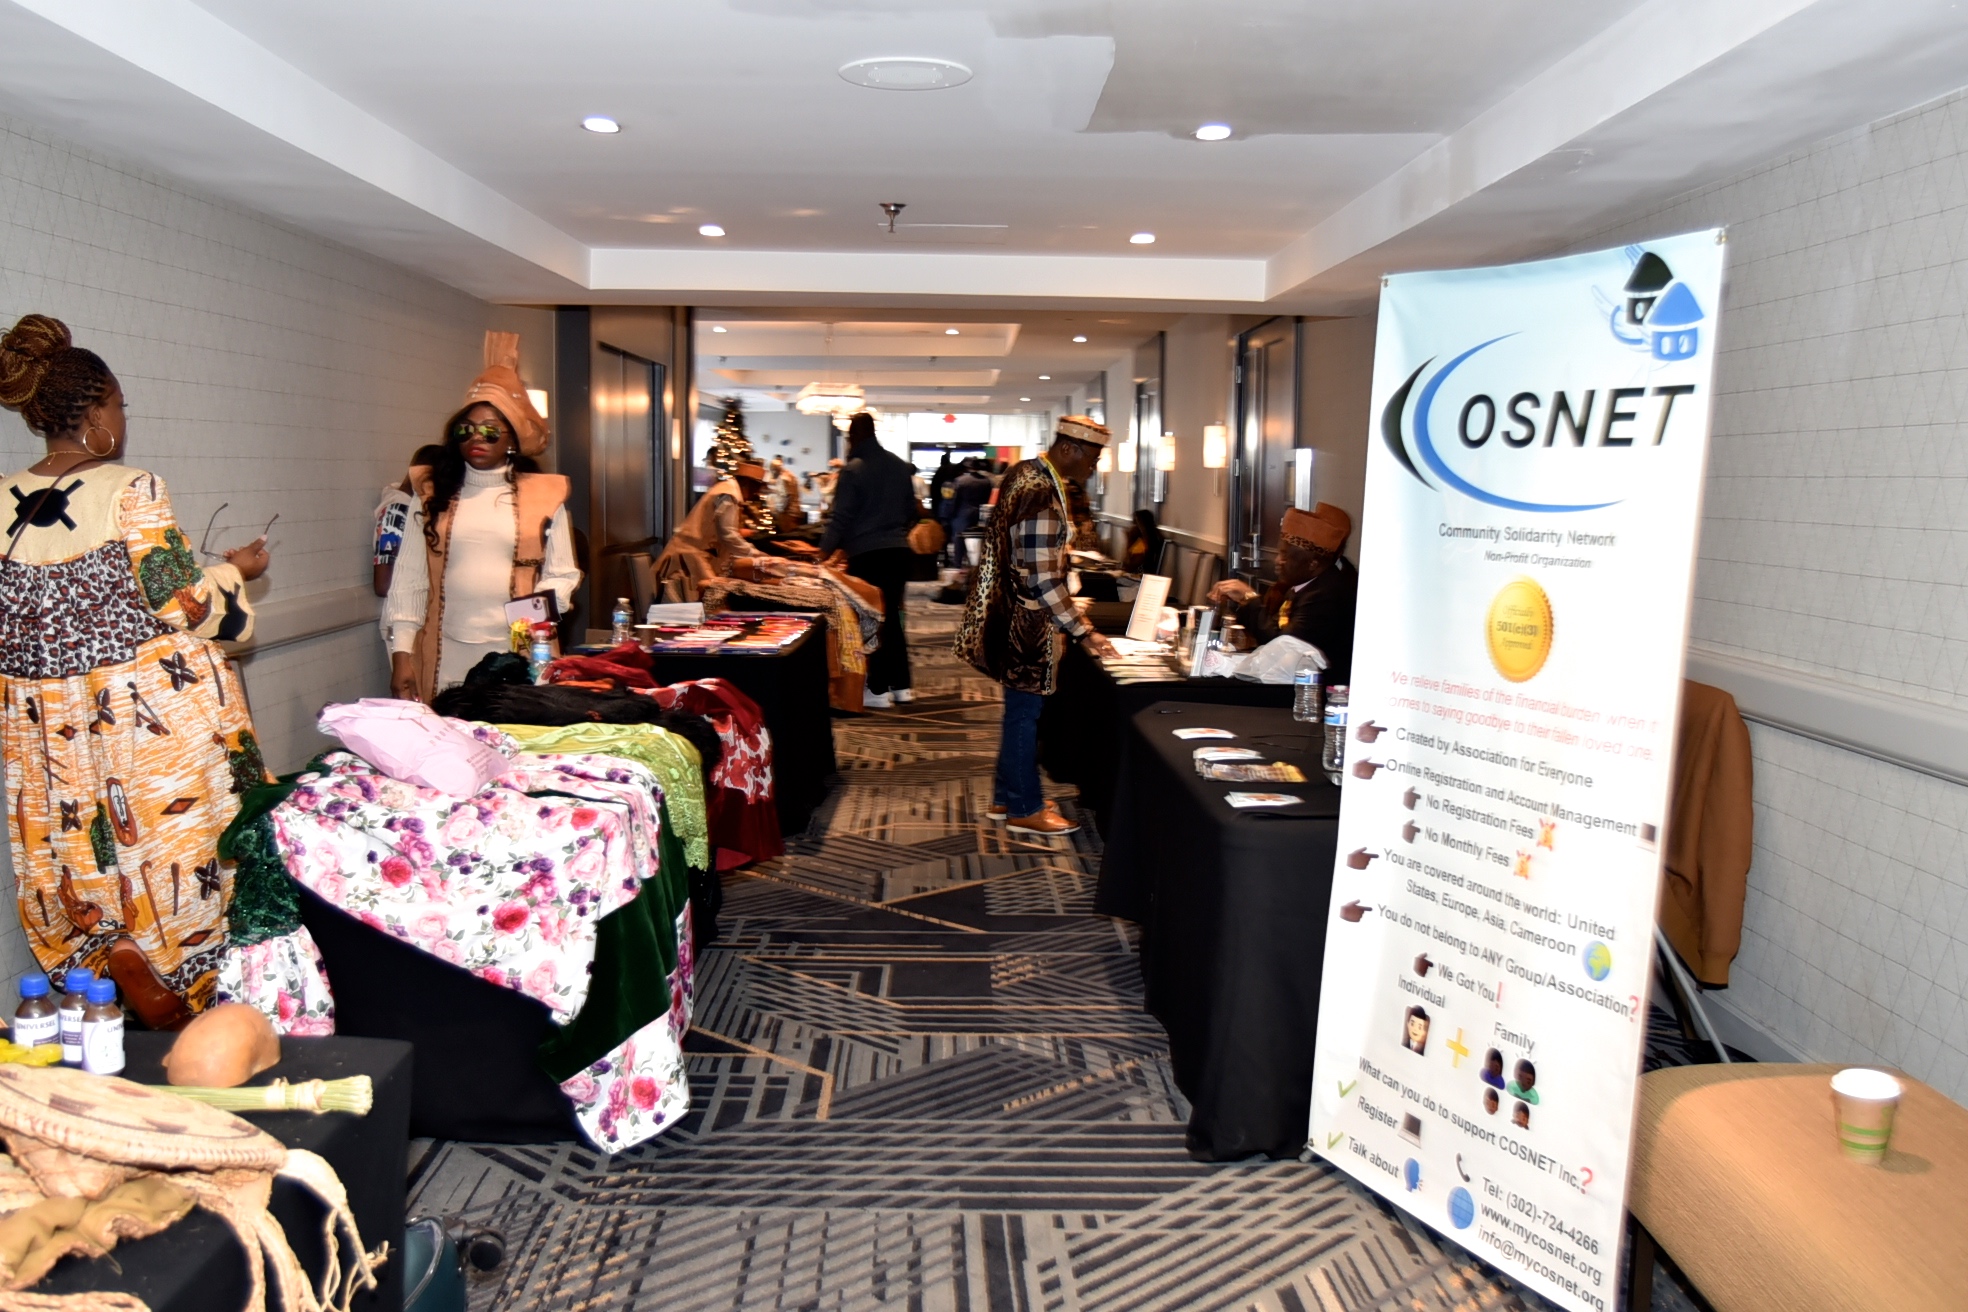 COSNET
Community Solidarity Network
Non-Profit Organization
Officially
501(c)(3)
Approved
We relieve families of the financial burden when it
comes to saying goodbye to their fallen loved one.
Created by Association for Everyone
Online Registration and Account Management
No Registration Fees
No Monthly Fees
You are covered around the world: United
States, Europe, Asia, Cameroon
You do not belong to ANY Group/Association?
We Got You!
Individual
Family
What can you do to support COSNET Inc.?
Register
Talk about
Tel: (302)-724-4266
www.mycosnet.org
info@mycosnet.org
UNIVERSEL